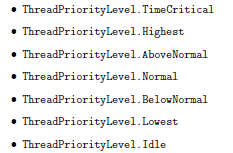 • ThreadPriorityLevel.TimeCritical
• ThreadPriorityLevel.Highest
• ThreadPriorityLevel.AboveNormal
• ThreadPriorityLevel.Normal
• ThreadPriorityLevel.BelowNormal
• ThreadPriorityLevel.Lowest
• ThreadPriorityLevel.Idle